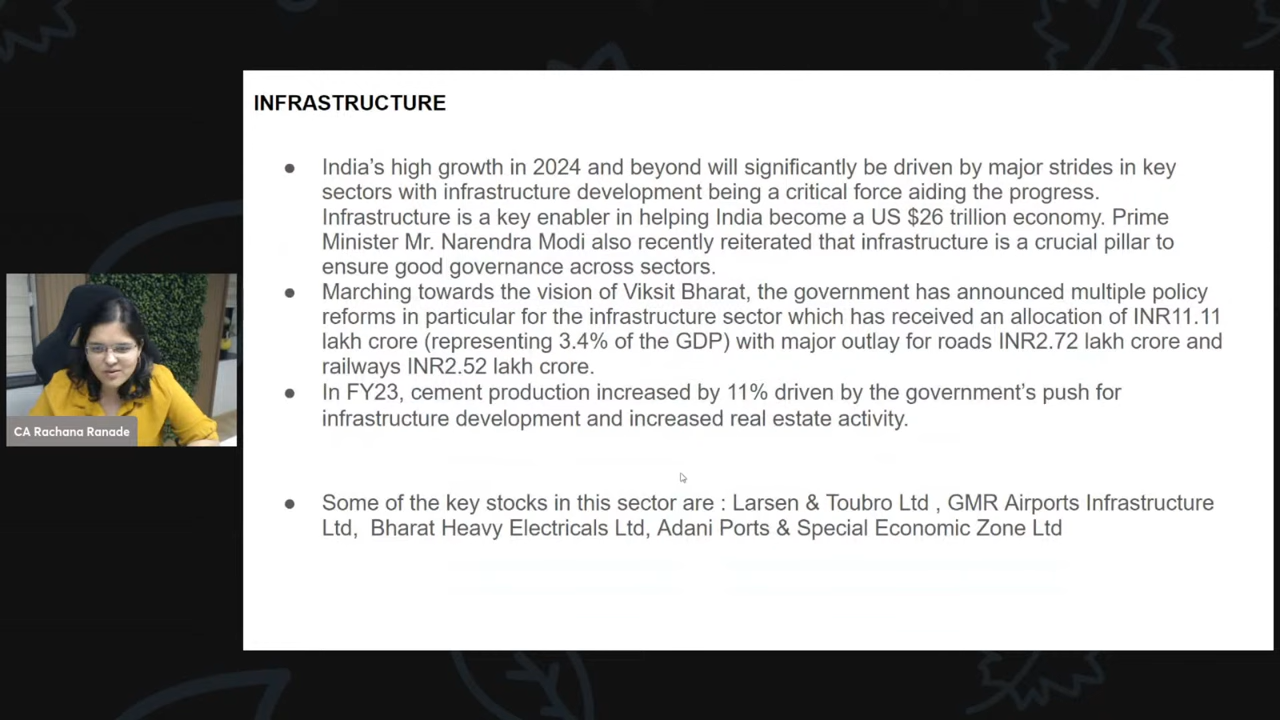 INFRASTRUCTURE
● India’s high growth in 2024 and beyond will significantly be driven by major strides in key
sectors with infrastructure development being a critical force aiding the progress.
Infrastructure is a key enabler in helping India become a US $26 trillion economy. Prime
Minister Mr. Narendra Modi also recently reiterated that infrastructure is a crucial pillar to
ensure good governance across sectors.
● Marching towards the vision of Viksit Bharat, the government has announced multiple policy
reforms in particular for the infrastructure sector which has received an allocation of INR11.11
lakh crore (representing 3.4% of the GDP) with major outlay for roads INR2.72 lakh crore and
railways INR2.52 lakh crore.
● In FY23, cement production increased by 11% driven by the government’s push for
infrastructure development and increased real estate activity.
● Some of the key stocks in this sector are : Larsen & Toubro Ltd , GMR Airports Infrastructure
Ltd, Bharat Heavy Electricals Ltd, Adani Ports & Special Economic Zone Ltd
CA Rachana Ranade